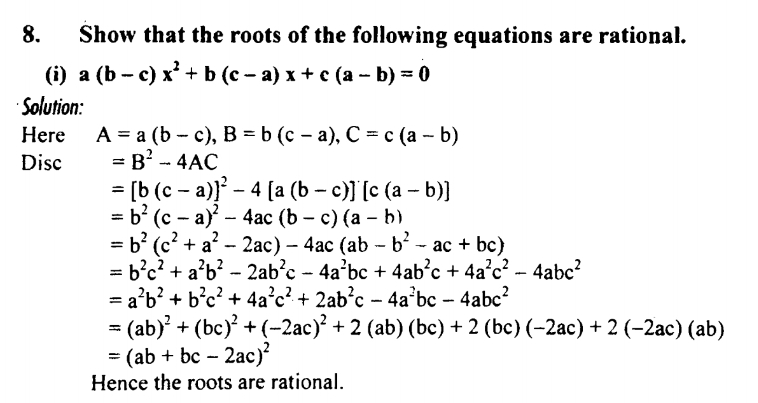 8. Show that the roots of the following equations are rational.
(i) a (b – c) x² + b (c – a) x + c (a – b) = 0
Solution:
Here A = a (b – c), B = b (c – a), C = c (a – b)
Disc = B² – 4AC
= [b (c – a)]² – 4 [a (b – c)] [c (a – b)]
= b² (c – a)² – 4ac (b – c) (a – b)
= b² (c² + a² – 2ac) – 4ac (ab – b² – ac + bc)
= b²c² + a²b² – 2ab²c – 4a²bc + 4ab²c + 4a²c² – 4abc²
= a²b² + b²c² + 4a²c² + 2ab²c – 4a²bc – 4abc²
= (ab)² + (bc)² + (–2ac)² + 2 (ab) (bc) + 2 (bc) (–2ac) + 2 (–2ac) (ab)
= (ab + bc – 2ac)²
Hence the roots are rational.